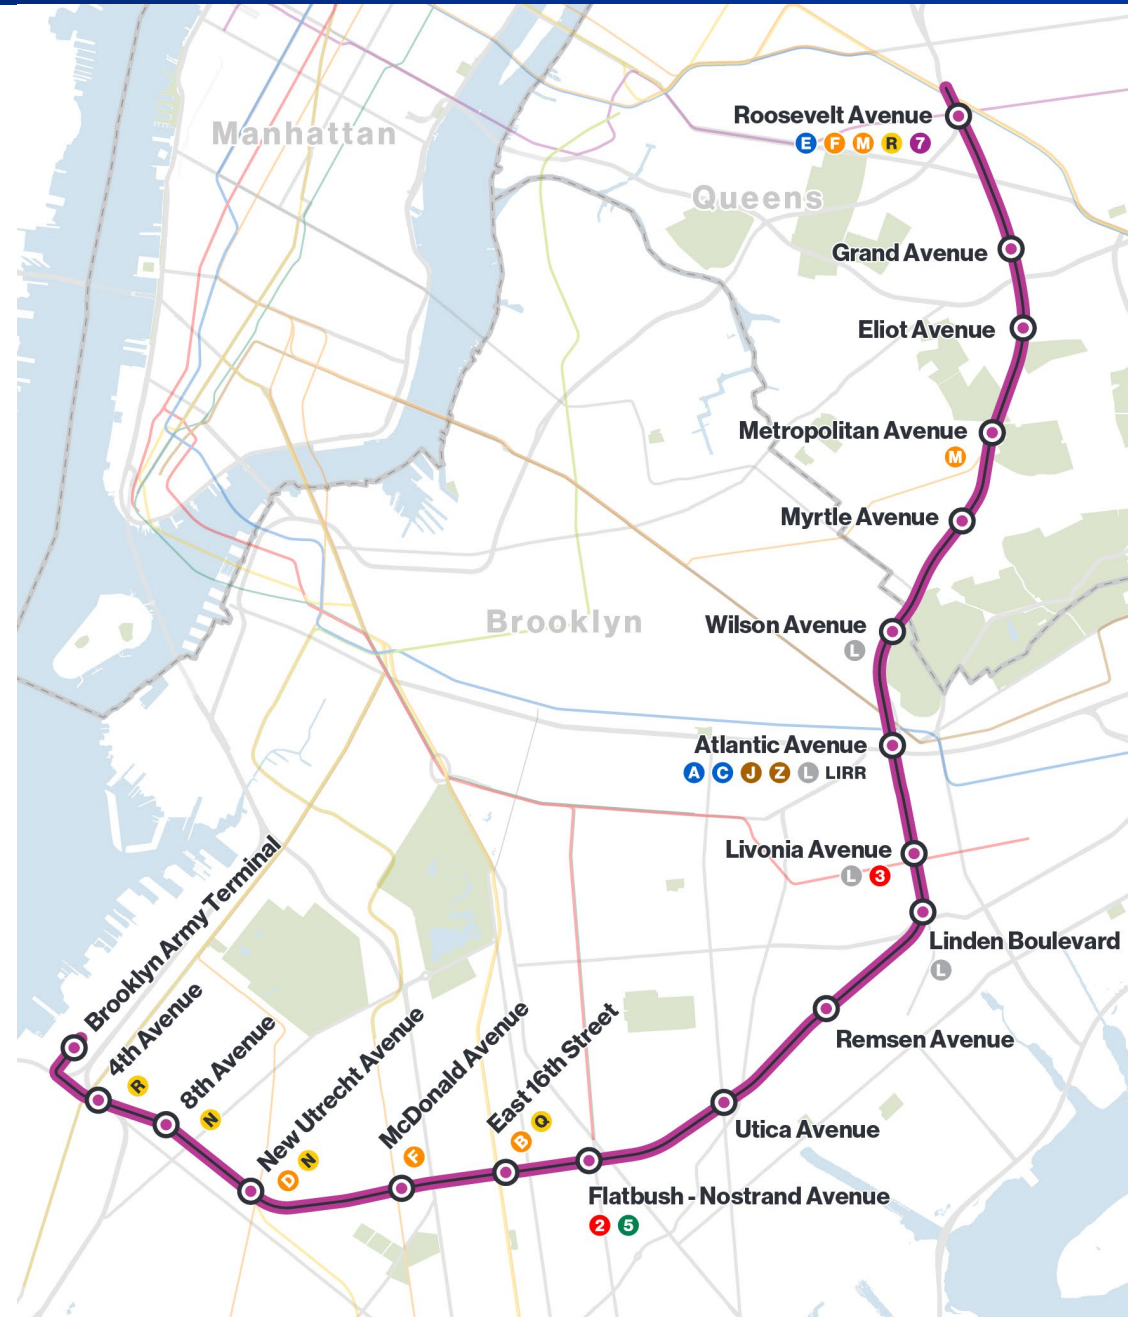 Manhattan
Roosevelt Avenue
E F M R 7
Queens
Grand Avenue
Eliot Avenue
Metropolitan Avenue
M
Myrtle Avenue
Brooklyn
Wilson Avenue
L
Atlantic Avenue
A C J Z L LIRR
Livonia Avenue
L 3
Linden Boulevard
L
Remsen Avenue
Utica Avenue
Flatbush - Nostrand Avenue
2 5
East 16th Street
B Q
McDonald Avenue
F
New Utrecht Avenue
D N
8th Avenue
N
4th Avenue
R
Brooklyn Army Terminal